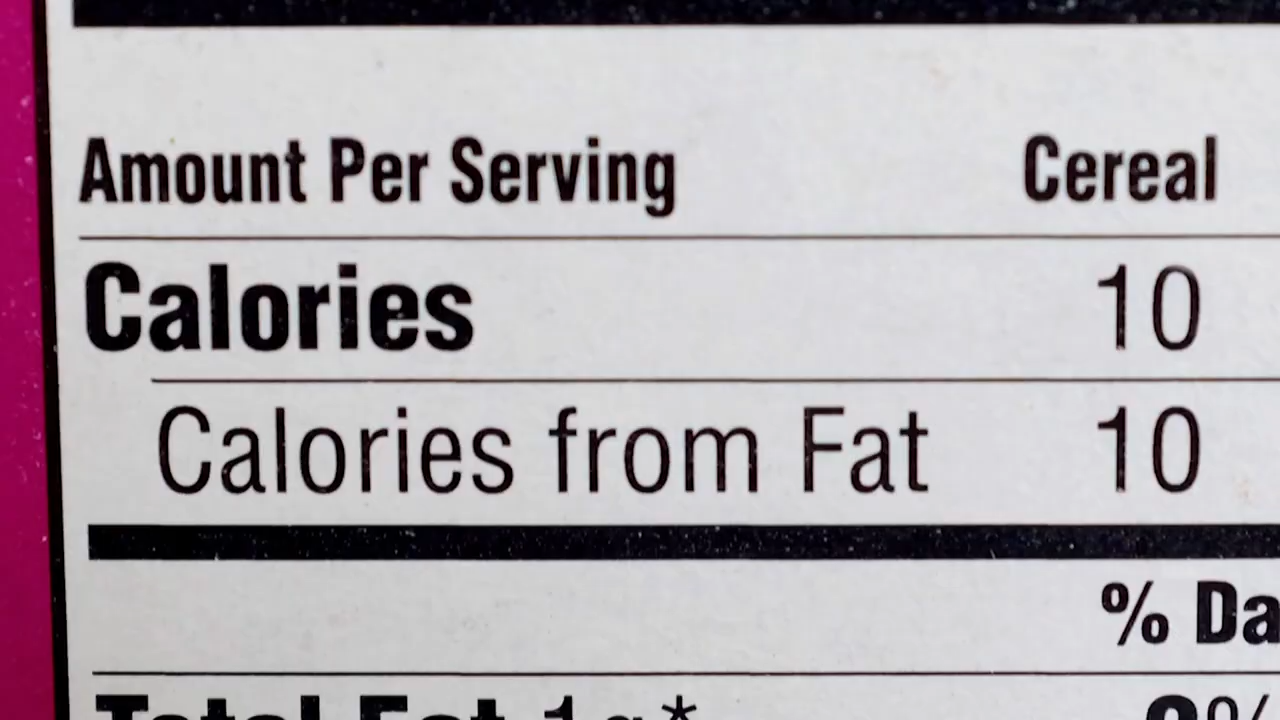 Amount Per Serving Cereal
Calories 10
Calories from Fat 10
% Da
Total Fat 1g*